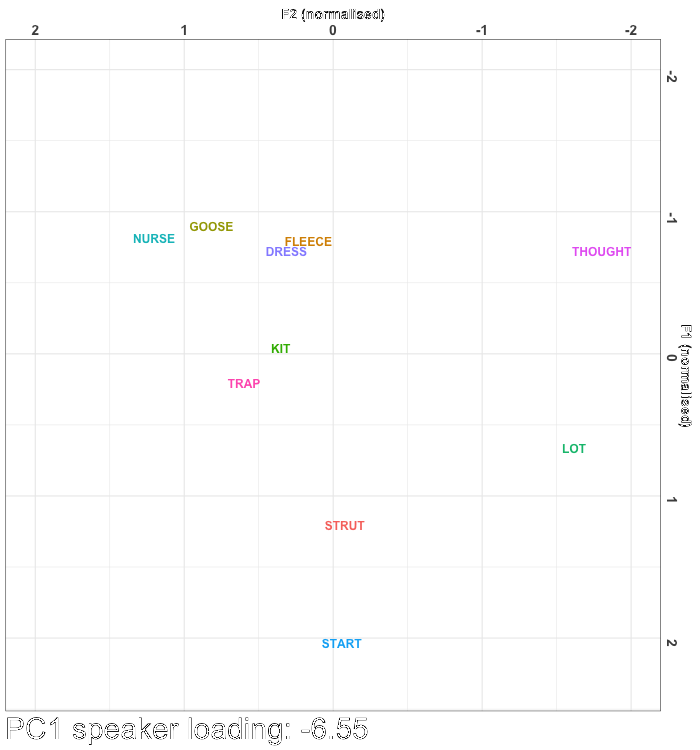 F2 (normalised)
2 1 0 -1 -2
-2
-1
GOOSE
NURSE
FLEECE
DRESS THOUGHT
KIT
0
F1 (normalised)
TRAP
LOT
1
STRUT
2
START
PC1 speaker loading: -6.55